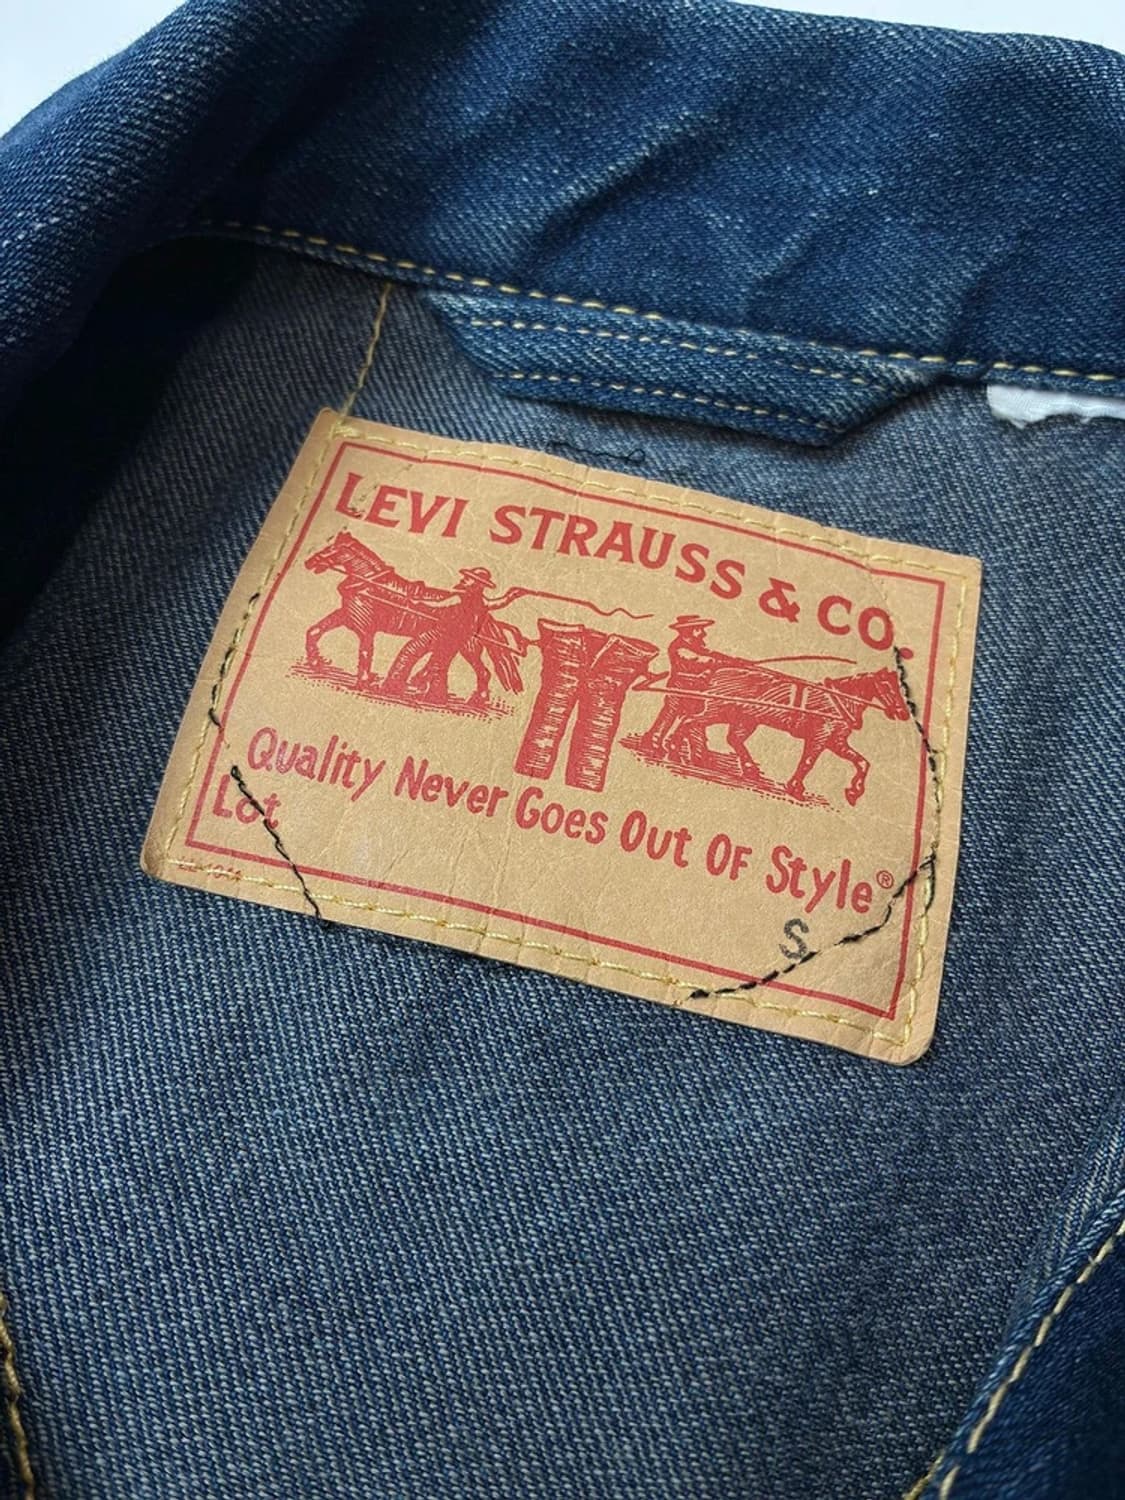 LEVI STRAUSS & CO.
Quality Never Goes Out Of Style®
Lot
S